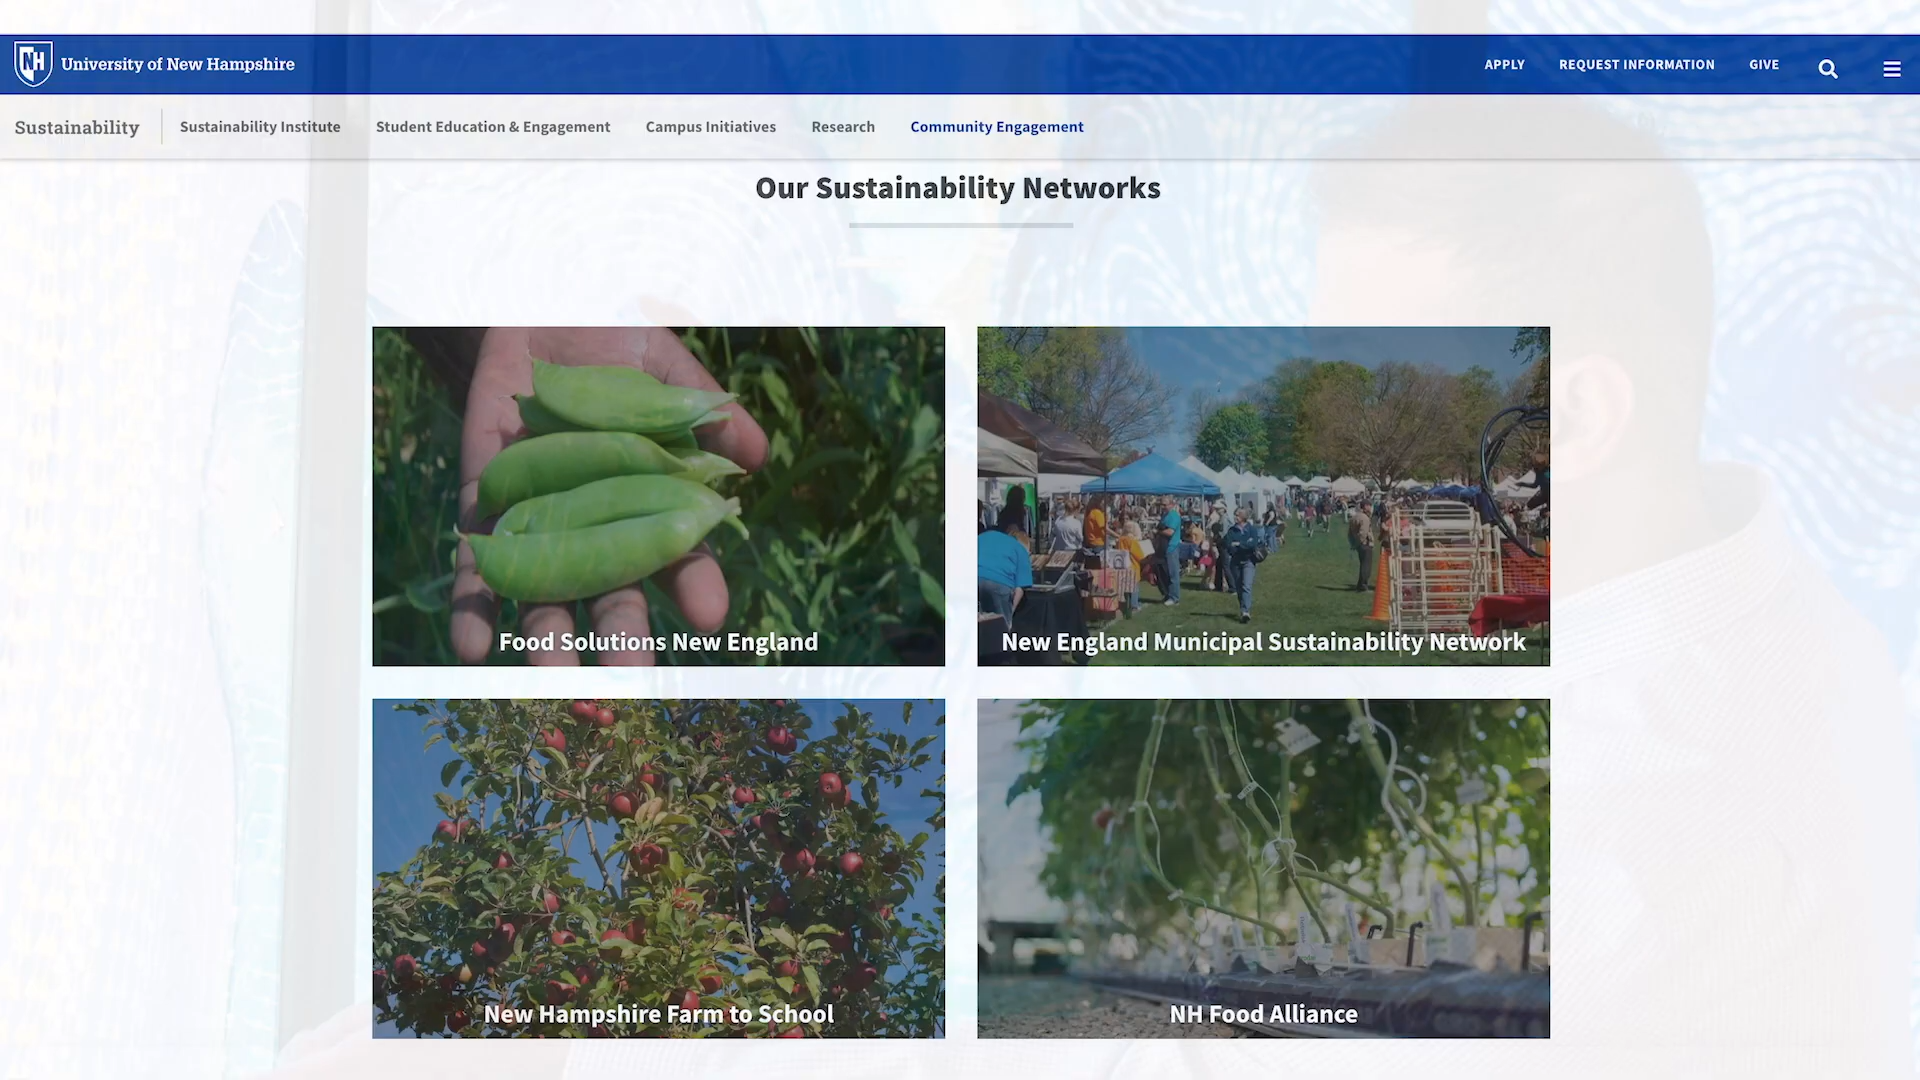 NH University of New Hampshire
APPLY REQUEST INFORMATION GIVE
Sustainability Sustainability Institute Student Education & Engagement Campus Initiatives Research Community Engagement
Our Sustainability Networks
Food Solutions New England
New England Municipal Sustainability Network
New Hampshire Farm to School
NH Food Alliance